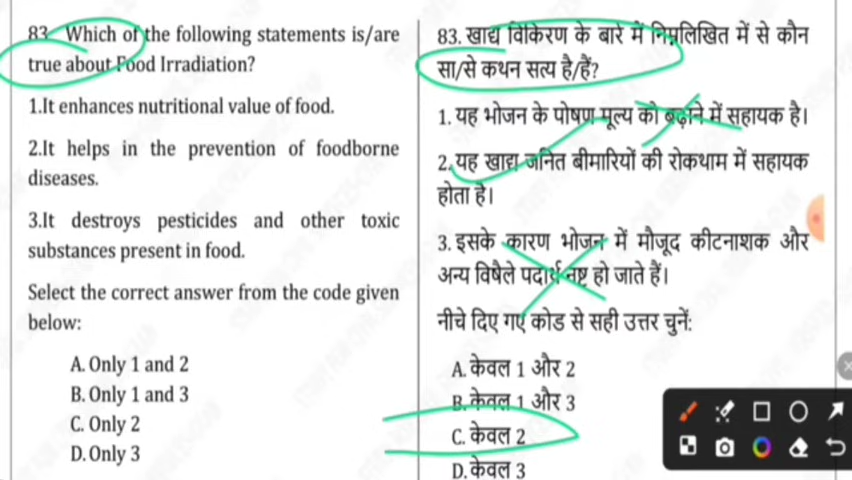 83. Which of the following statements is/are
true about Food Irradiation?
1.It enhances nutritional value of food.
2.It helps in the prevention of foodborne
diseases.
3.It destroys pesticides and other toxic
substances present in food.
Select the correct answer from the code given
below:
A. Only 1 and 2
B. Only 1 and 3
C. Only 2
D. Only 3
83. खाद्य विकिरण के बारे में निम्नलिखित में से कौन
सा/से कथन सत्य है/हैं?
1. यह भोजन के पोषण मूल्य को बढ़ाने में सहायक है।
2. यह खाद्य जनित बीमारियों की रोकथाम में सहायक
होता है।
3. इसके कारण भोजन में मौजूद कीटनाशक और
अन्य विषैले पदार्थ नष्ट हो जाते हैं।
नीचे दिए गए कोड से सही उत्तर चुनें:
A. केवल 1 और 2
B. केवल 1 और 3
C. केवल 2
D. केवल 3